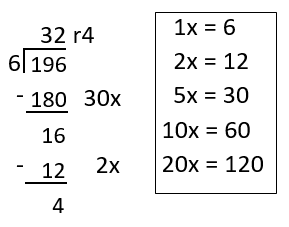 32 r4
6 196
- 180 30x
16
- 12 2x
4
1x = 6
2x = 12
5x = 30
10x = 60
20x = 120